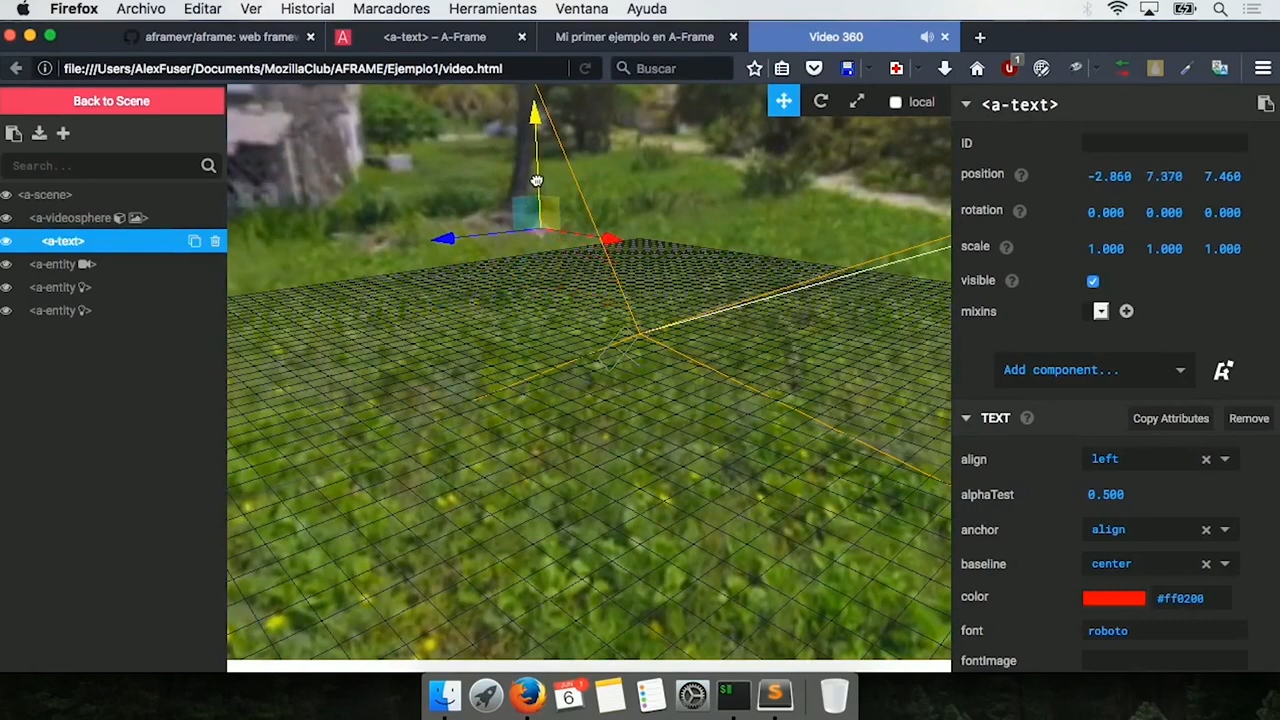 Firefox Archivo Editar Ver Historial Marcadores Herramientas Ventana Ayuda
aframevr/aframe: web framev
<a-text> – A-Frame
Mi primer ejemplo en A-Frame
Video 360
file:///Users/AlexFuser/Documents/MozillaClub/AFRAME/Ejemplo1/video.html
Buscar
Back to Scene
local
<a-text>
Search...
ID
<a-scene>
position -2.860 7.370 7.460
<a-videosphere >
rotation 0.000 0.000 0.000
<a-text>
scale 1.000 1.000 1.000
<a-entity >
visible
<a-entity >
mixins
<a-entity >
Add component...
TEXT Copy Attributes Remove
align left
alphaTest 0.500
anchor align
baseline center
color #ff0200
font roboto
fontImage
JUN 1
6